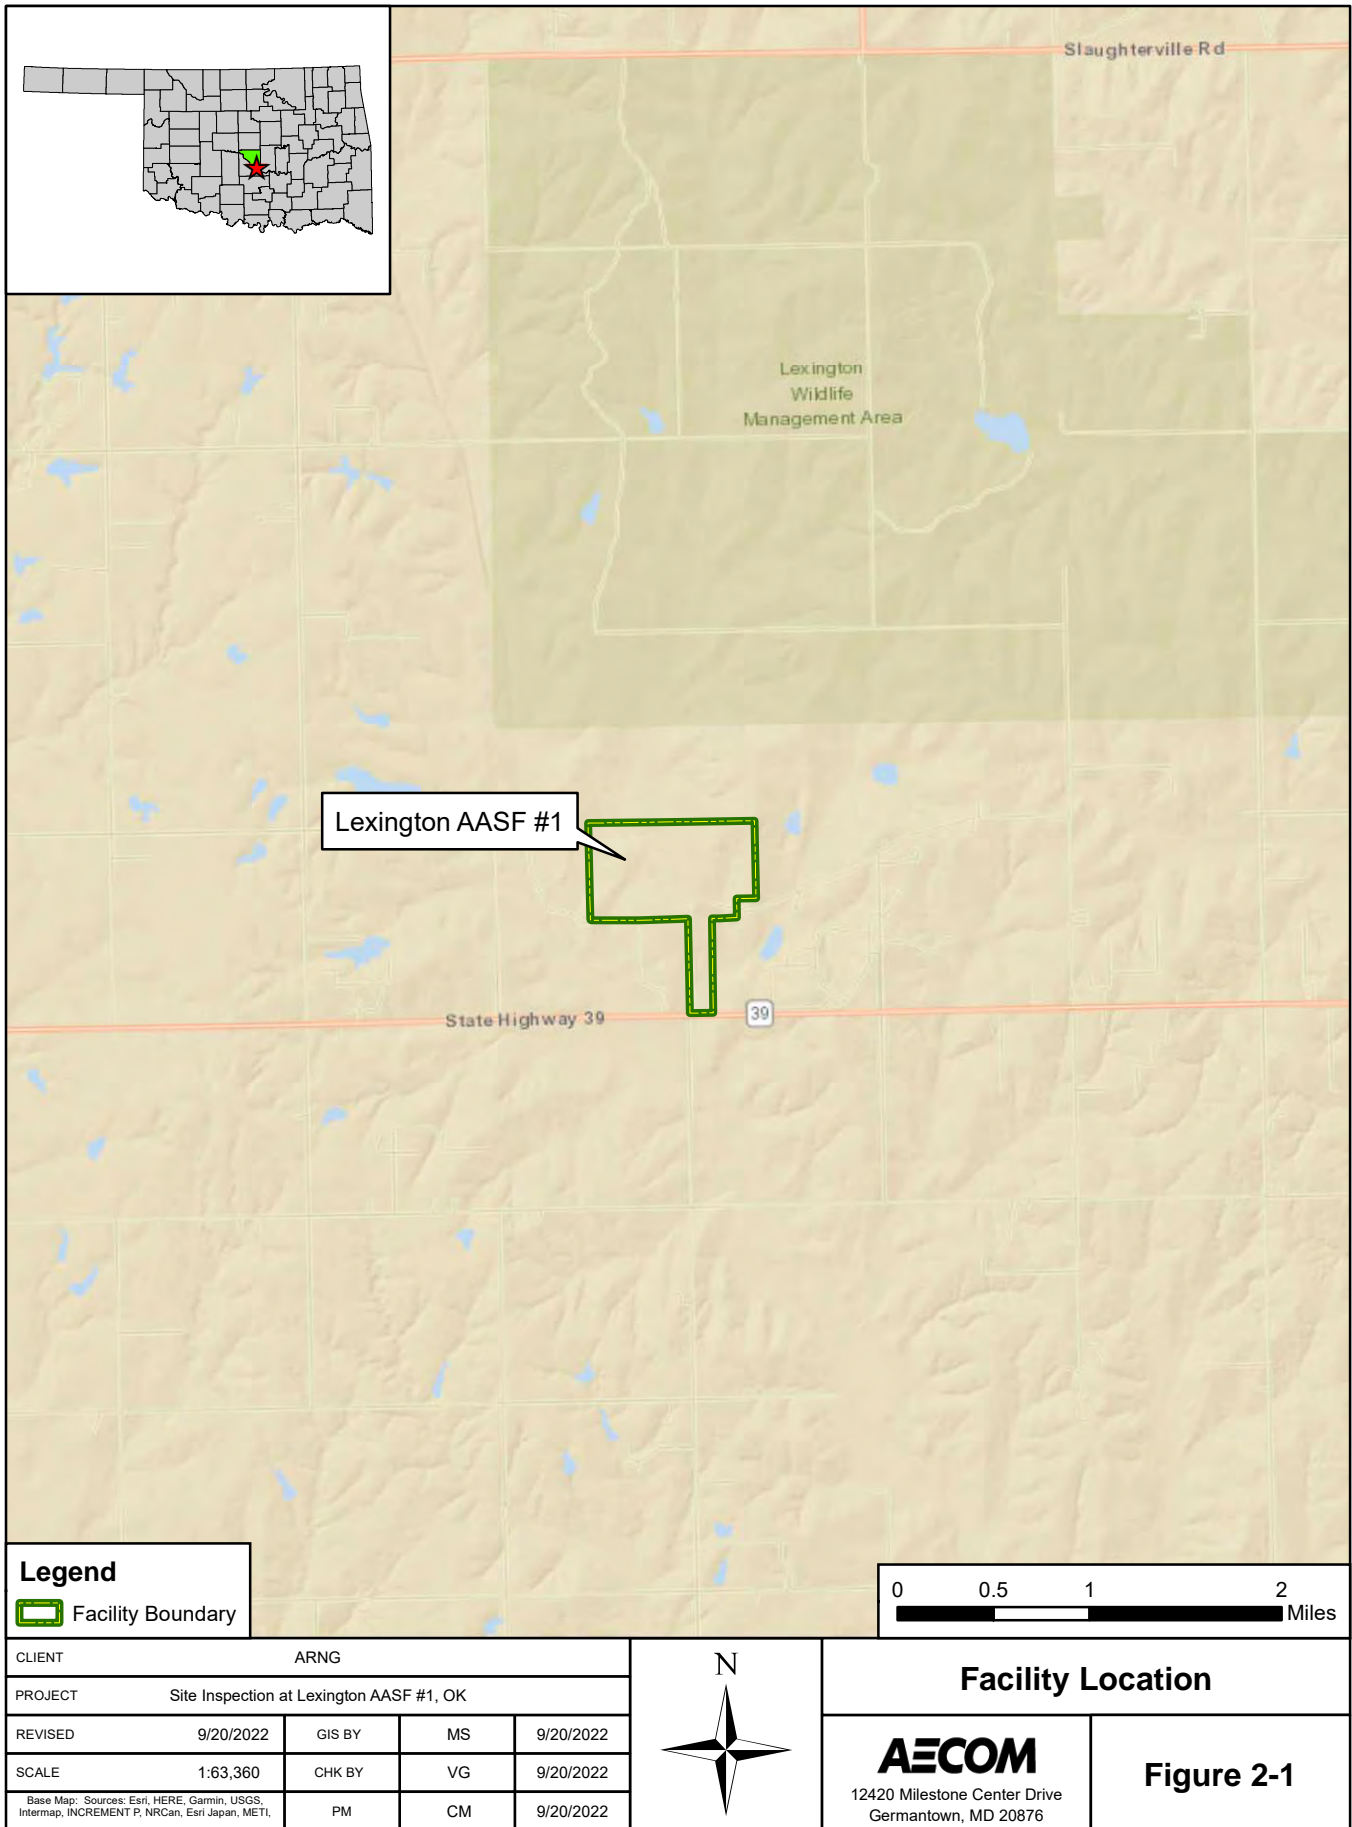 Slaughterville Rd
Lexington
Wildlife
Management Area
Lexington AASF #1
State Highway 39
39
Legend
Facility Boundary
0 0.5 1 2
Miles
CLIENT ARNG
PROJECT Site Inspection at Lexington AASF #1, OK
REVISED 9/20/2022 GIS BY MS 9/20/2022
SCALE 1:63,360 CHK BY VG 9/20/2022
Base Map: Sources: Esri, HERE, Garmin, USGS,
Intermap, INCREMENT P, NRCan, Esri Japan, METI,
PM CM 9/20/2022
N
Facility Location
AECOM
12420 Milestone Center Drive
Germantown, MD 20876
Figure 2-1